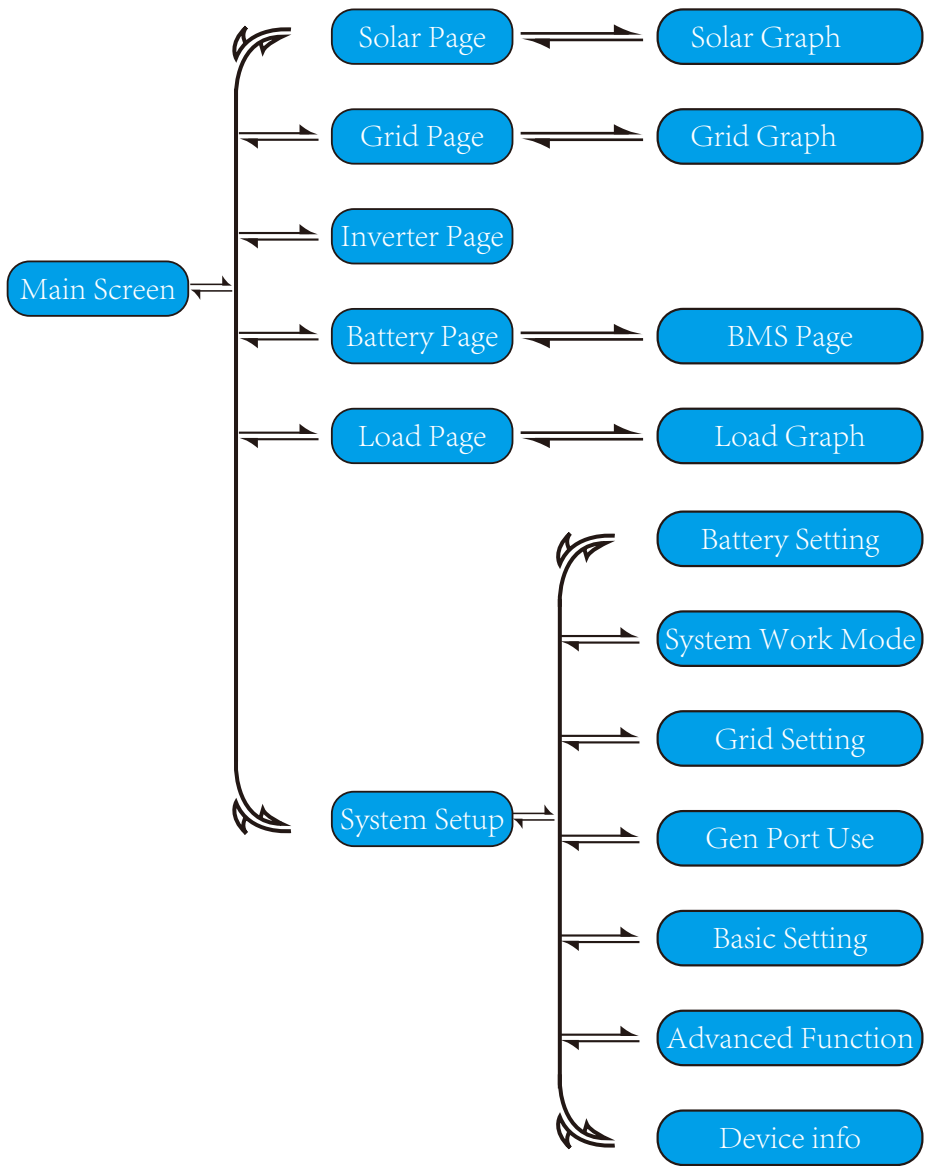 Solar Page
Solar Graph
Grid Page
Grid Graph
Inverter Page
Main Screen
Battery Page
BMS Page
Load Page
Load Graph
Battery Setting
System Work Mode
Grid Setting
System Setup
Gen Port Use
Basic Setting
Advanced Function
Device info